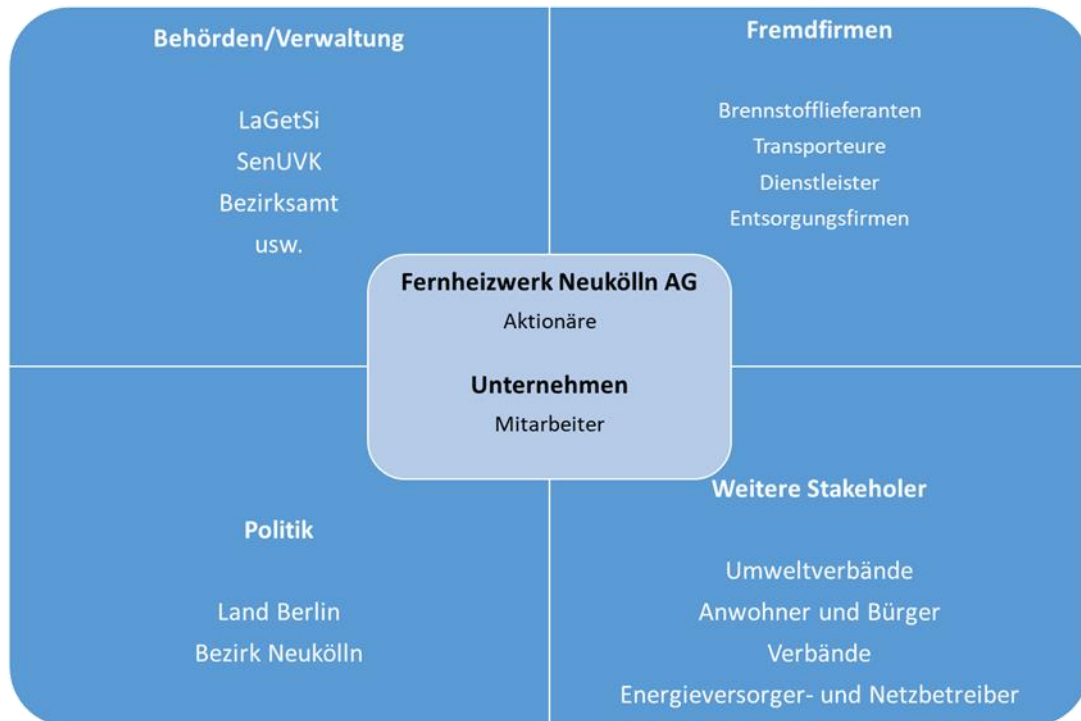 Behörden/Verwaltung
LaGetSi
SenUVK
Bezirksamt
usw.
Fremdfirmen
Brennstofflieferanten
Transporteure
Dienstleister
Entsorgungsfirmen
Fernheizwerk Neukölln AG
Aktionäre
Unternehmen
Mitarbeiter
Politik
Land Berlin
Bezirk Neukölln
Weitere Stakeholer
Umweltverbände
Anwohner und Bürger
Verbände
Energieversorger- und Netzbetreiber